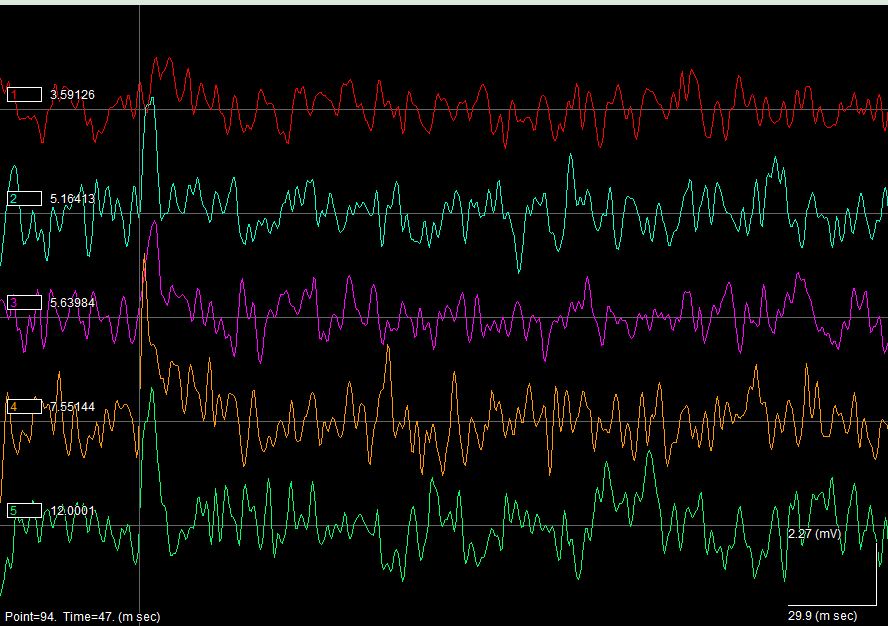 1 3.59126
2 5.16413
3 5.63984
4 7.55144
5 12.0001
2.27 (mV)
Point=94. Time=47. (m sec)
29.9 (m sec)